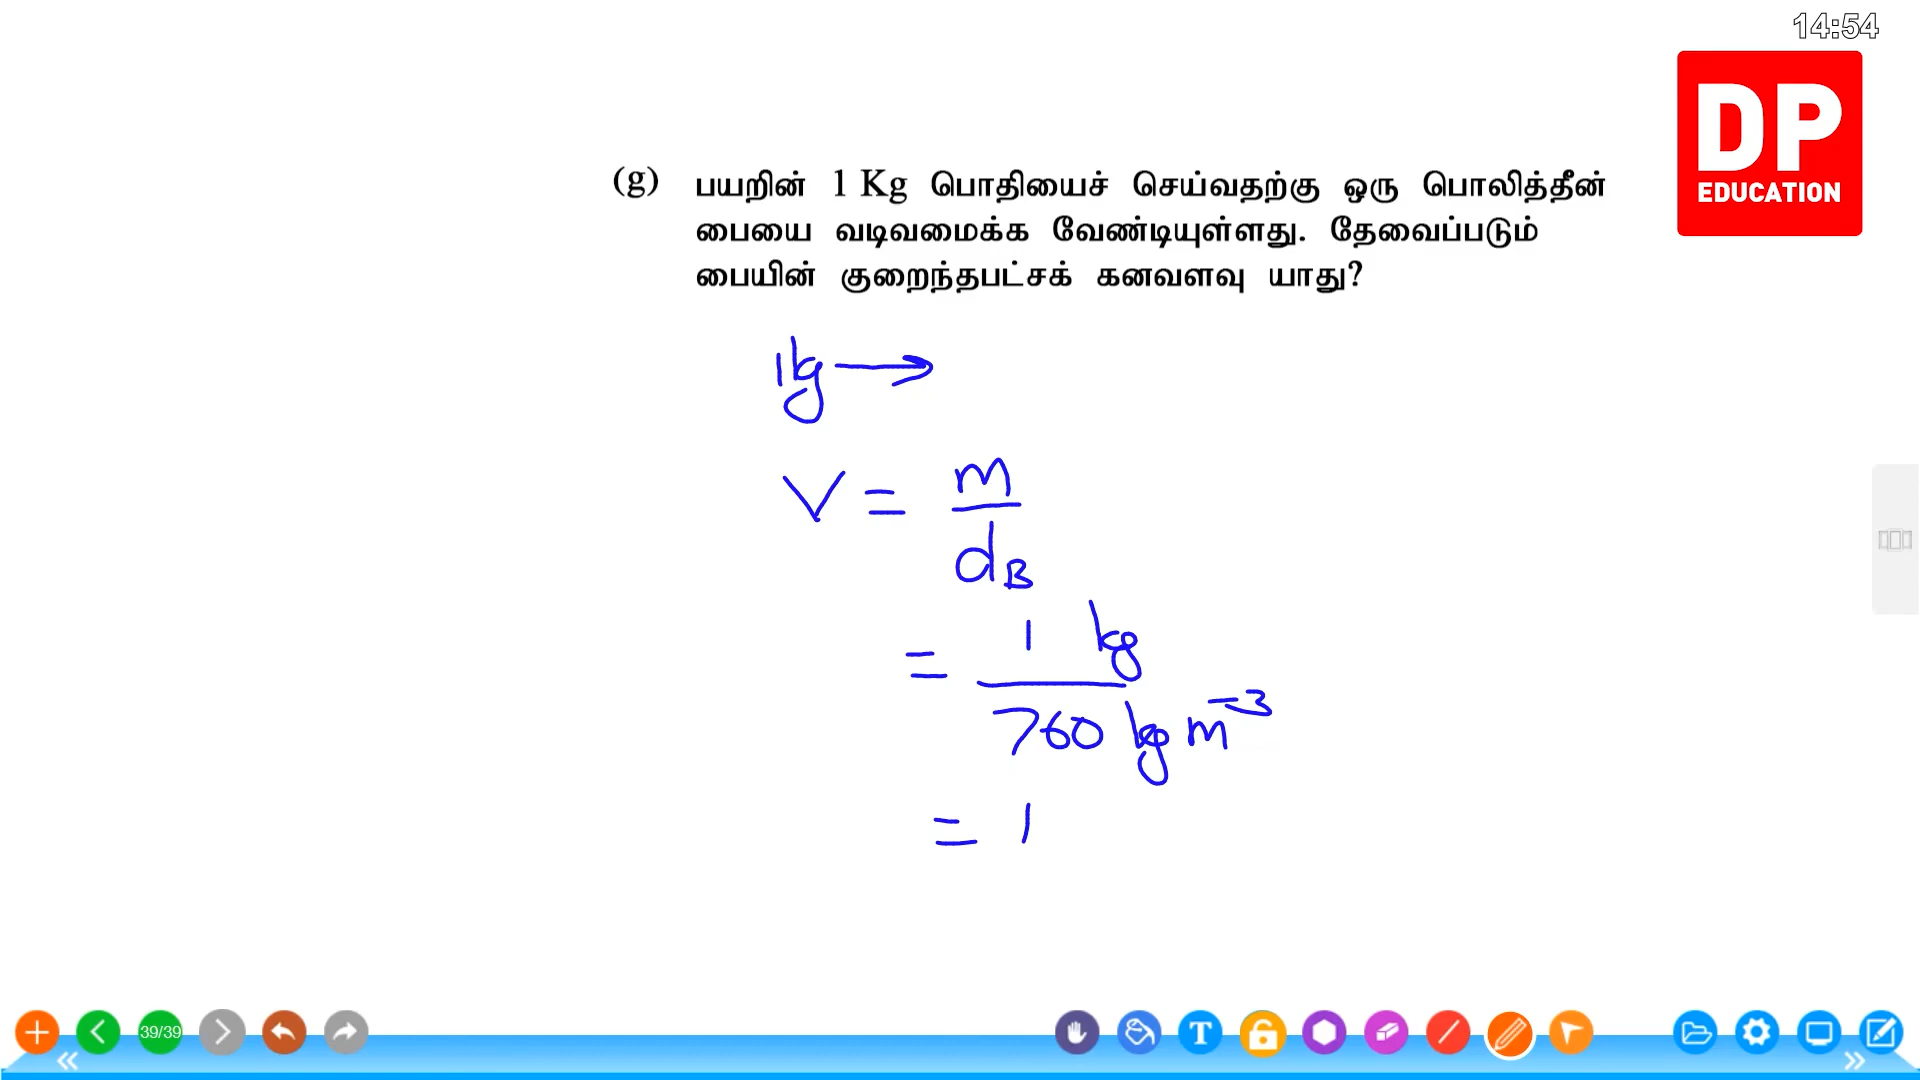 14:54
DP
EDUCATION
(g) பயறின் 1 Kg பொதியைச் செய்வதற்கு ஒரு பொலித்தீன்
பையை வடிவமைக்க வேண்டியுள்ளது. தேவைப்படும்
பையின் குறைந்தபட்சக் கனவளவு யாது?
1kg →
V = m / d_B
= 1 kg / 760 kg m⁻³
= 1
39/39
T